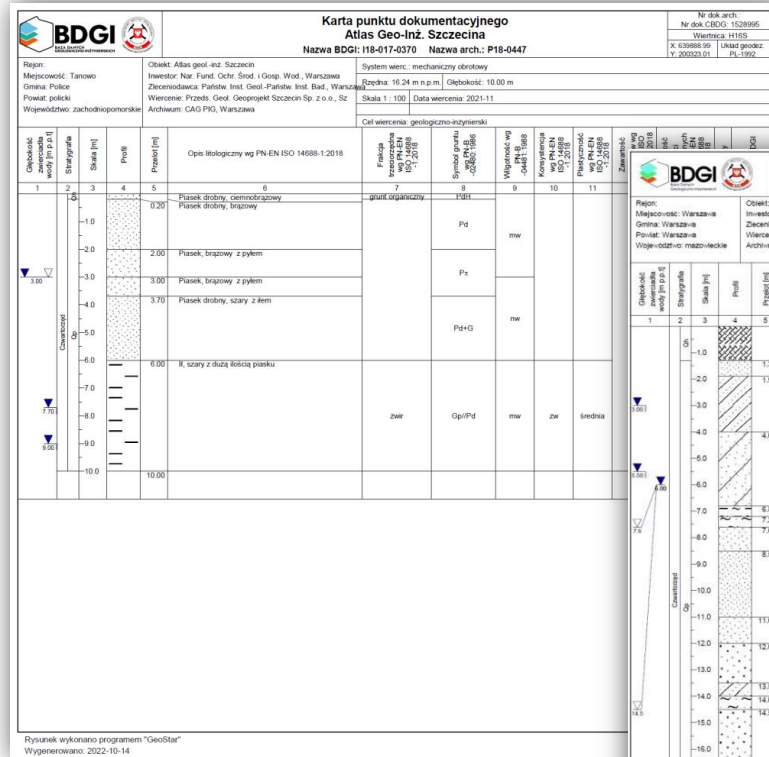 BDGI
BAZA DANYCH
GEOLOGICZNO-INŻYNIERSKICH
Karta punktu dokumentacyjnego
Atlas Geo-Inż. Szczecina
Nazwa BDGI: I18-017-0370 Nazwa arch.: P18-0447
Nr dok.arch.:
Nr dok.CBDG: 1528995
Wiertnica: H16S
X: 639888.99 Układ geodez.
Y: 200323.01 PL-1992
Rejon:
Miejscowość: Tanowo
Gmina: Police
Powiat: policki
Województwo: zachodniopomorskie
Obiekt: Atlas geol.-inż. Szczecin
Inwestor: Nar. Fund. Ochr. Środ. i Gosp. Wod., Warszawa
Zleceniodawca: Państw. Inst. Geol.-Państw. Inst. Bad., Warszawa
Wiercenie: Przeds. Geol. Geoprojekt Szczecin Sp. z o.o., Sz
Archiwum: CAG PIG, Warszawa
System wierc.: mechaniczny obrotowy
Rzędna: 16.24 m n.p.m. Głębokość: 10.00 m
Skala 1 : 100 Data wiercenia: 2021-11
Cel wiercenia: geologiczno-inżynierski
Głębokość zwierciadła wody [m p.p.t]
Stratygrafia
Skala [m]
Profil
Przelot [m]
Opis litologiczny wg PN-EN ISO 14688-1:2018
Frakcja trzeciorzędna wg PN-EN ISO 14688 -1:2018
Symbol gruntu wg PN-B -02480:1986
Wilgotność wg PN-B -04481:1988
Konsystencja wg PN-EN ISO 14688 -1:2018
Plastyczność wg PN-EN ISO 14688 -1:2018
Zawartość
1 2 3 4 5 6 7 8 9 10 11
Qh
Piasek drobny, ciemnobrązowy grunt organiczny PdH
0.20 Piasek drobny, brązowy
-1.0
Pd
mw
-2.0 2.00 Piasek, brązowy z pyłem
Pπ
3.00 -3.0 3.00 Piasek, brązowy z pyłem
3.70 Piasek drobny, szary z iłem
-4.0
nw
Pd+G
Czwartorzęd
Qp
-5.0
-6.0 6.00 Ił, szary z dużą ilością piasku
-7.0
7.70
-8.0 żwir Gp//Pd mw zw średnia
9.00 -9.0
-10.0 10.00
Rysunek wykonano programem "GeoStar"
Wygenerowano: 2022-10-14
BDGI
Rejon:
Miejscowość: Warszawa
Gmina: Warszawa
Powiat: Warszawa
Województwo: mazowieckie
Obiekt:
Głębokość zwierciadła wody [m p.p.t]
Stratygrafia
Skala [m]
Profil
Przelot [m]
1 2 3 4 5
Qh
-1.0
-2.0
3.00 -3.0
-4.0
-5.0
6.00 -6.0
-7.0
7.6
-8.0
-9.0
Czwartorzęd
Qp
-10.0
-11.0
-12.0
-13.0
-14.0
14.5
-15.0
-16.0